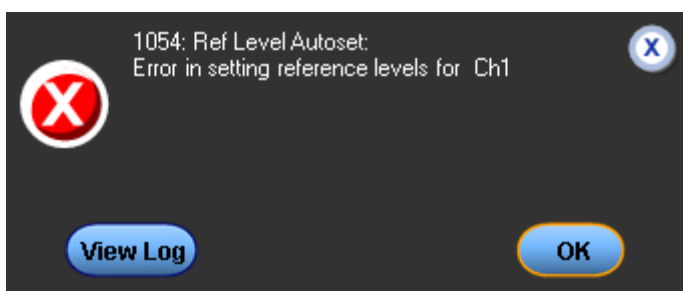 1054: Ref Level Autoset:
Error in setting reference levels for Ch1
X
X
View Log
OK